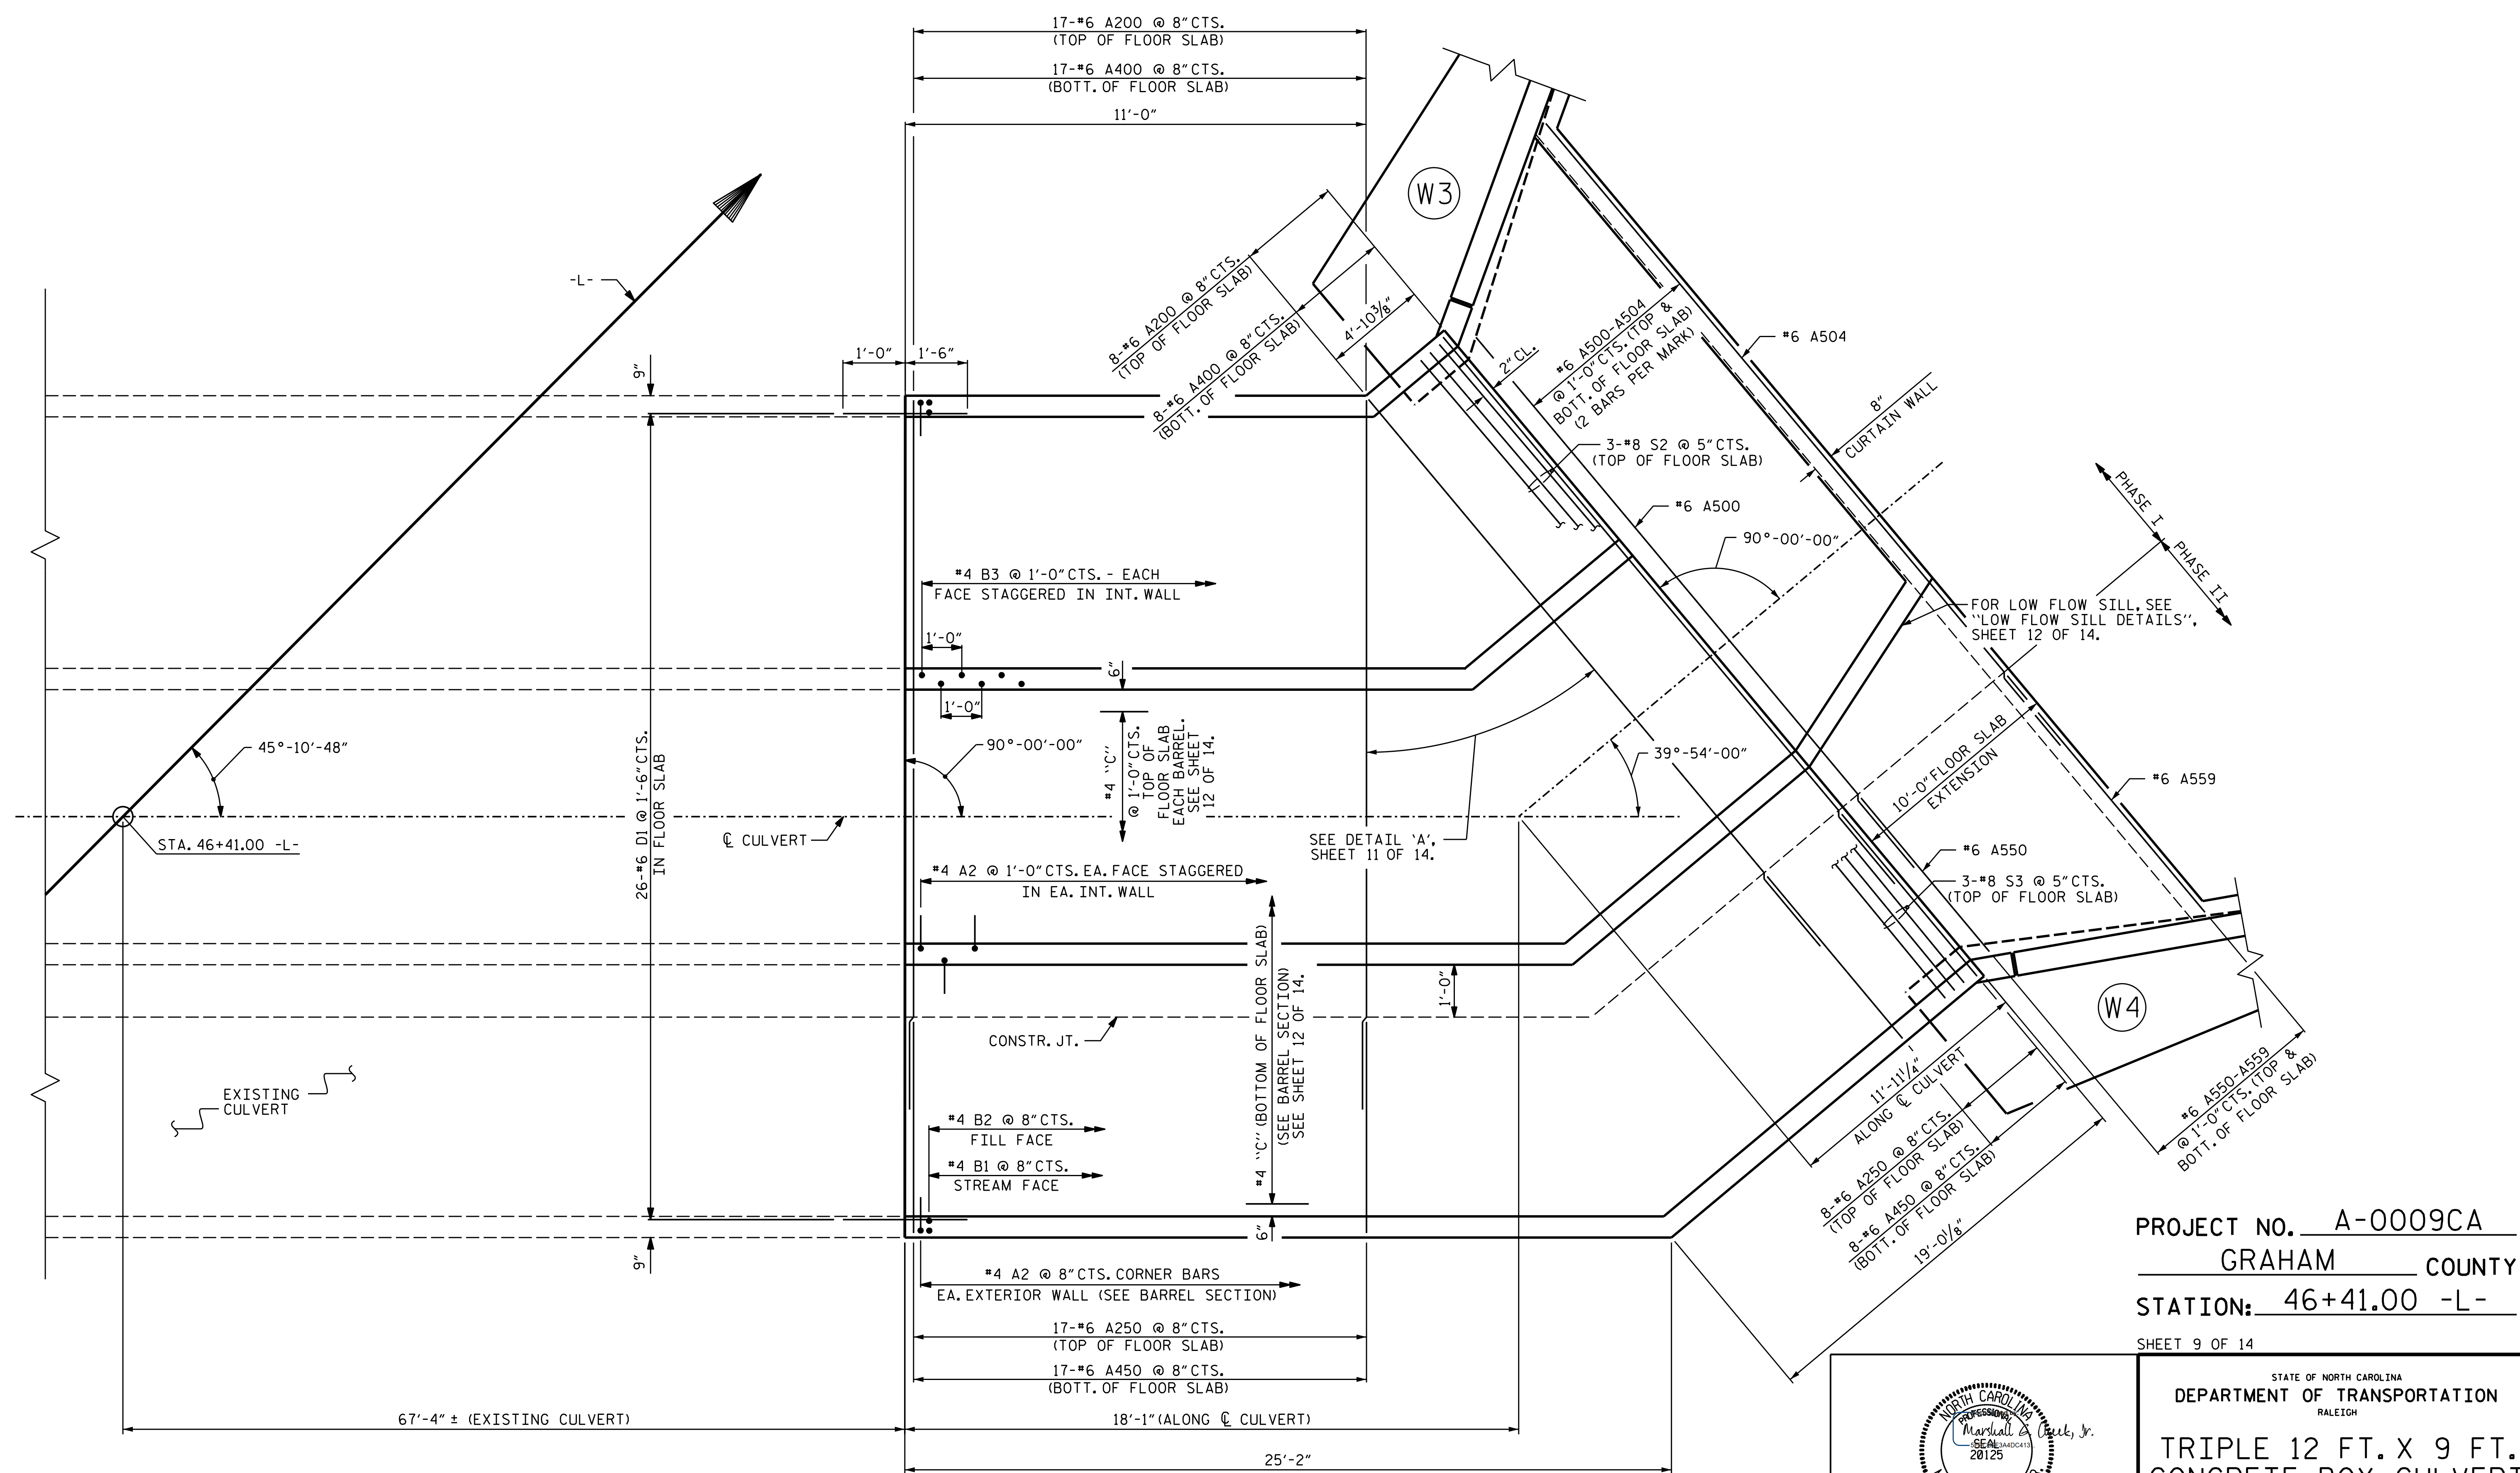 17-#6 A200 @ 8" CTS.
(TOP OF FLOOR SLAB)
17-#6 A400 @ 8" CTS.
(BOTT. OF FLOOR SLAB)
11'-0"
W3
-L-
8-#6 A200 @ 8" CTS.
(TOP OF FLOOR SLAB)
8-#6 A400 @ 8" CTS.
(BOTT. OF FLOOR SLAB)
4'-10 3/8"
2" CL.
#6 A500-A504
@ 1'-0" CTS. (TOP &
BOTT. OF FLOOR SLAB)
(2 BARS PER MARK)
#6 A504
8"
CURTAIN WALL
9"
1'-0"
1'-6"
3-#8 S2 @ 5" CTS.
(TOP OF FLOOR SLAB)
#6 A500
90°-00'-00"
PHASE I
PHASE II
#4 B3 @ 1'-0" CTS. - EACH
FACE STAGGERED IN INT. WALL
1'-0"
1'-0"
6"
FOR LOW FLOW SILL, SEE
"LOW FLOW SILL DETAILS",
SHEET 12 OF 14.
45°-10'-48"
26-#6 D1 @ 1'-6" CTS.
IN FLOOR SLAB
90°-00'-00"
#4 "C"
@ 1'-0" CTS.
TOP OF
FLOOR SLAB
EACH BARREL.
SEE SHEET
12 OF 14.
39°-54'-00"
10'-0" FLOOR SLAB
EXTENSION
#6 A559
STA. 46+41.00 -L-
℄ CULVERT
SEE DETAIL 'A',
SHEET 11 OF 14.
#6 A550
#4 A2 @ 1'-0" CTS. EA. FACE STAGGERED
IN EA. INT. WALL
3-#8 S3 @ 5" CTS.
(TOP OF FLOOR SLAB)
#4 "C" (BOTTOM OF FLOOR SLAB)
(SEE BARREL SECTION)
SEE SHEET 12 OF 14.
1'-0"
CONSTR. JT.
W4
EXISTING
CULVERT
11'-11 1/4"
ALONG ℄ CULVERT
#6 A550-A559
@ 1'-0" CTS. (TOP &
BOTT. OF FLOOR SLAB)
#4 B2 @ 8" CTS.
FILL FACE
#4 B1 @ 8" CTS.
STREAM FACE
8-#6 A250 @ 8" CTS.
(TOP OF FLOOR SLAB)
8-#6 A450 @ 8" CTS.
(BOTT. OF FLOOR SLAB)
19'-0 1/8"
9"
6"
#4 A2 @ 8" CTS. CORNER BARS
EA. EXTERIOR WALL (SEE BARREL SECTION)
17-#6 A250 @ 8" CTS.
(TOP OF FLOOR SLAB)
17-#6 A450 @ 8" CTS.
(BOTT. OF FLOOR SLAB)
67'-4" ± (EXISTING CULVERT)
18'-1" (ALONG ℄ CULVERT)
25'-2"
PROJECT NO. A-0009CA
GRAHAM COUNTY
STATION: 46+41.00 -L-
SHEET 9 OF 14
STATE OF NORTH CAROLINA
DEPARTMENT OF TRANSPORTATION
RALEIGH
TRIPLE 12 FT. X 9 FT.
CONCRETE BOX CULVERT
NORTH CAROLINA
PROFESSIONAL
SEAL
20125